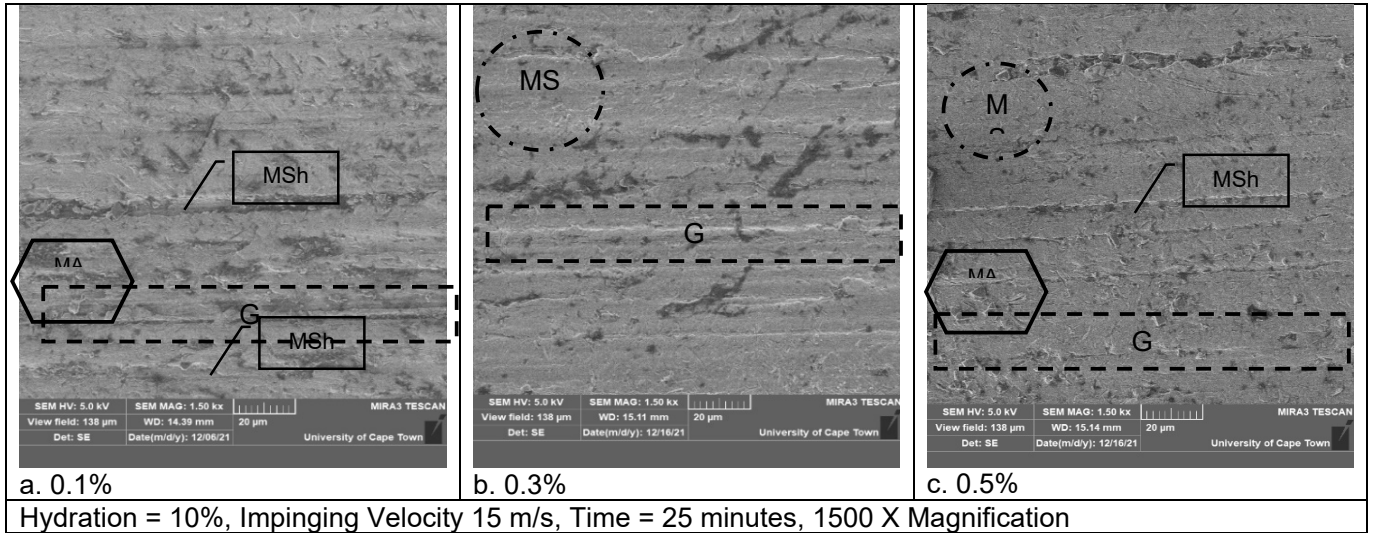 MSh
MA
G
MSh
SEM HV: 5.0 kV SEM MAG: 1.50 kx MIRA3 TESCAN
View field: 138 µm WD: 14.39 mm 20 µm
Det: SE Date(m/d/y): 12/06/21 University of Cape Town
a. 0.1%
MS
G
SEM HV: 5.0 kV SEM MAG: 1.50 kx MIRA3 TESCAN
View field: 138 µm WD: 15.11 mm 20 µm
Det: SE Date(m/d/y): 12/16/21 University of Cape Town
b. 0.3%
M
MSh
MA
G
SEM HV: 5.0 kV SEM MAG: 1.50 kx MIRA3 TESCAN
View field: 138 µm WD: 15.14 mm 20 µm
Det: SE Date(m/d/y): 12/16/21 University of Cape Town
c. 0.5%
Hydration = 10%, Impinging Velocity 15 m/s, Time = 25 minutes, 1500 X Magnification